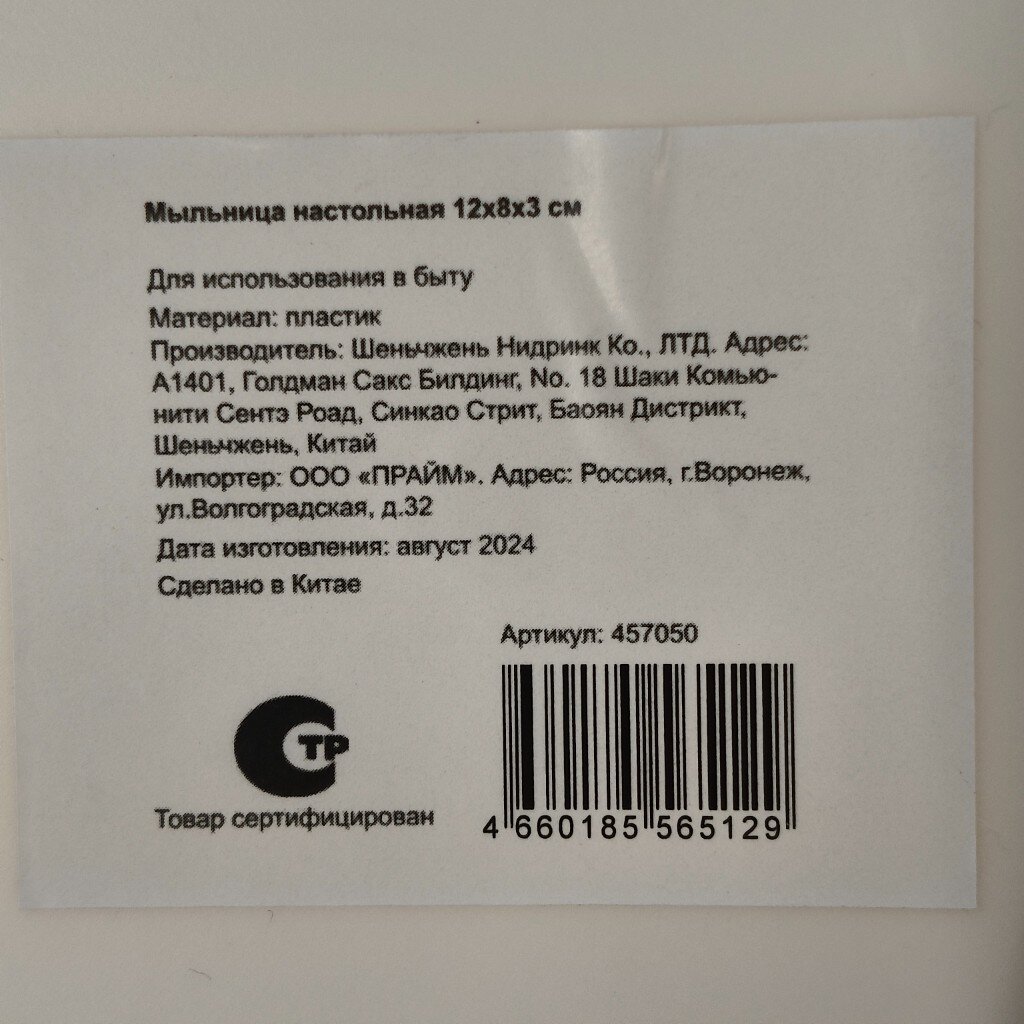 Мыльница настольная 12х8х3 см
Для использования в быту
Материал: пластик
Производитель: Шеньчжень Нидринк Ко., ЛТД. Адрес:
А1401, Голдман Сакс Билдинг, No. 18 Шаки Комью-
нити Сентэ Роад, Синкао Стрит, Баоян Дистрикт,
Шеньчжень, Китай
Импортер: ООО «ПРАЙМ». Адрес: Россия, г.Воронеж,
ул.Волгоградская, д.32
Дата изготовления: август 2024
Сделано в Китае
Артикул: 457050
СТР
Товар сертифицирован
4 660185 565129